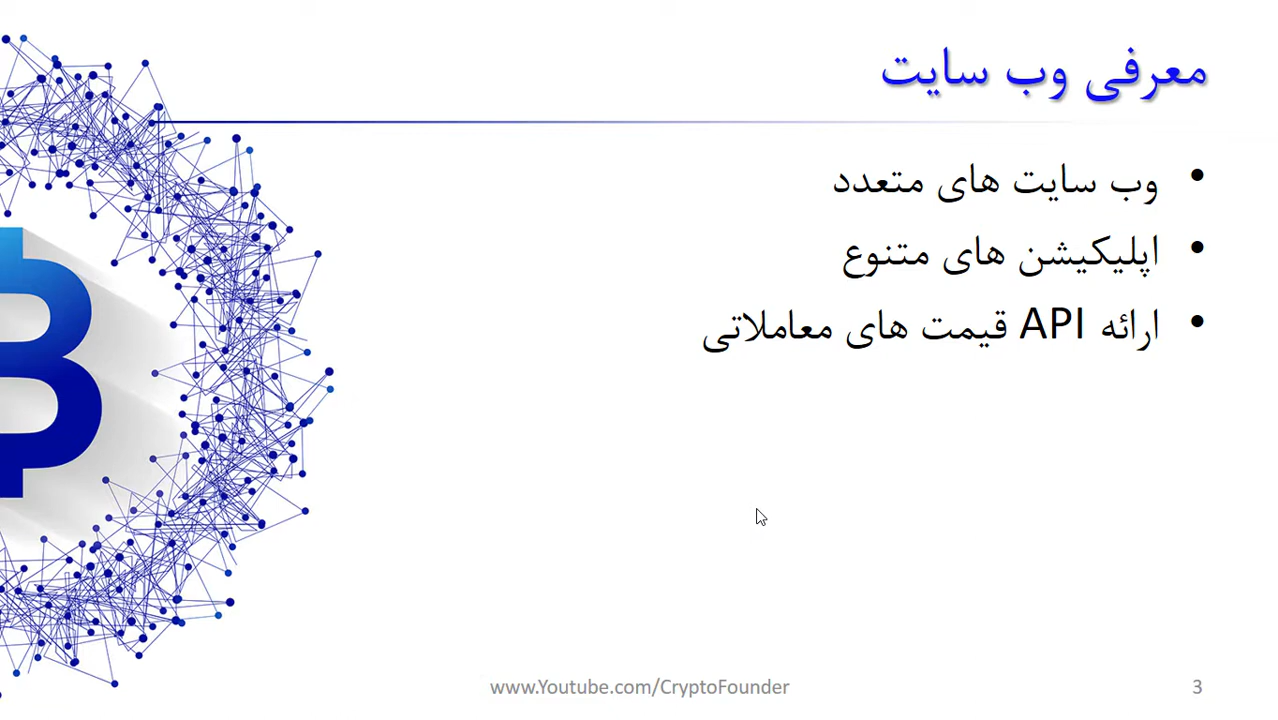 معرفی وب سایت
• وب سایت های متعدد
• اپلیکیشن های متنوع
• ارائه API قیمت های معاملاتی
www.Youtube.com/CryptoFounder
3